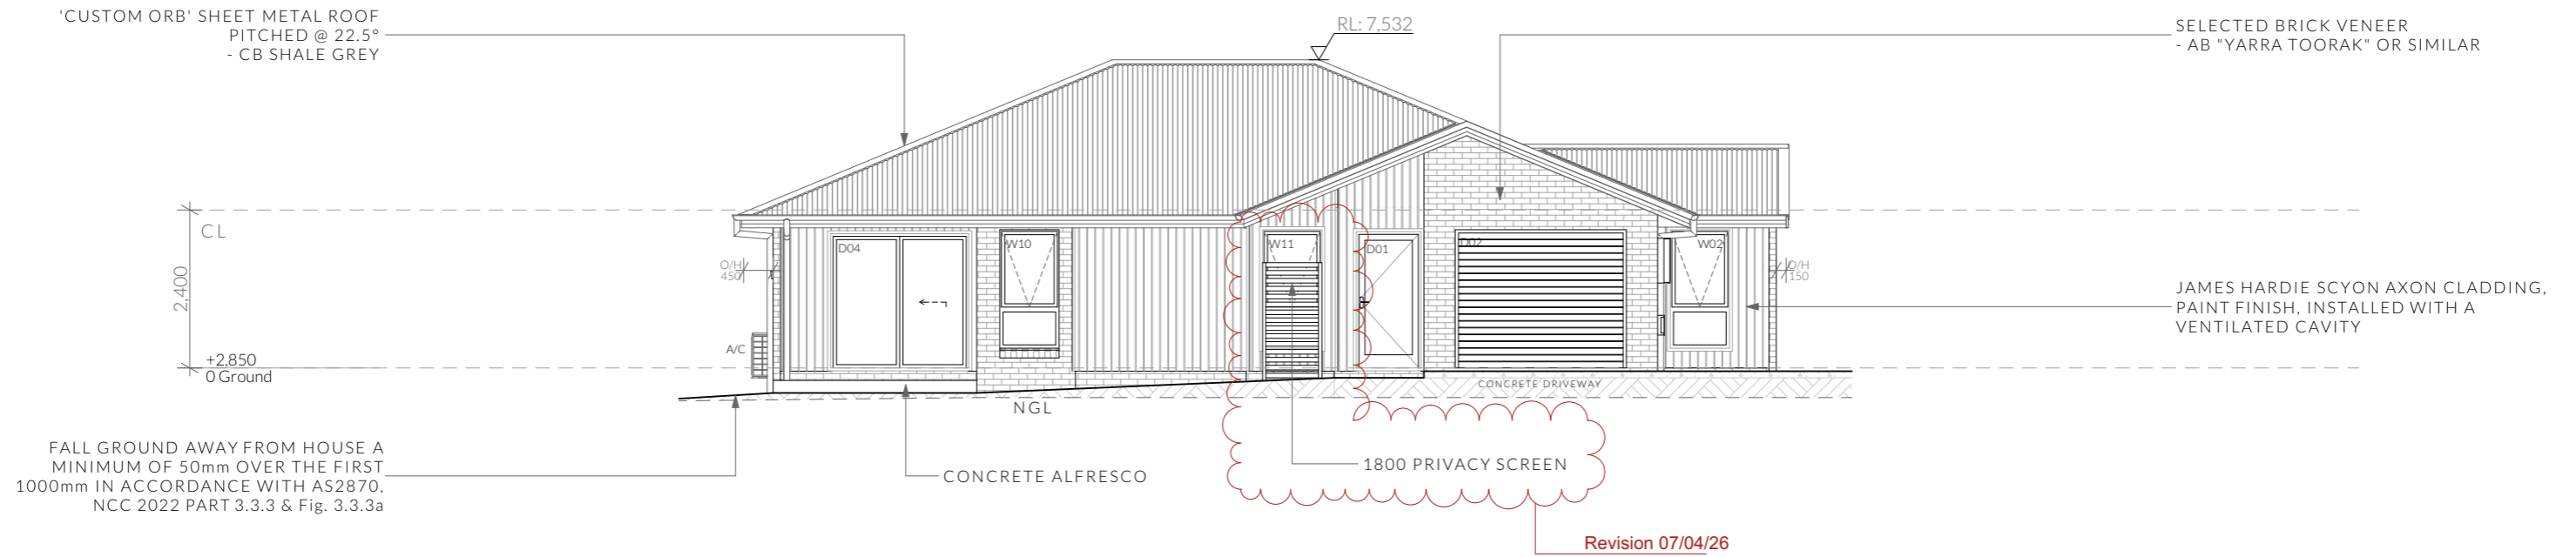 'CUSTOM ORB' SHEET METAL ROOF
PITCHED @ 22.5°
- CB SHALE GREY
RL: 7,532
SELECTED BRICK VENEER
- AB "YARRA TOORAK" OR SIMILAR
CL
2,400
+2,850
0 Ground
O/H
450
A/C
D04
W10
W11
D01
D02
W02
O/H
150
JAMES HARDIE SCYON AXON CLADDING,
PAINT FINISH, INSTALLED WITH A
VENTILATED CAVITY
CONCRETE DRIVEWAY
NGL
FALL GROUND AWAY FROM HOUSE A
MINIMUM OF 50mm OVER THE FIRST
1000mm IN ACCORDANCE WITH AS2870,
NCC 2022 PART 3.3.3 & Fig. 3.3.3a
CONCRETE ALFRESCO
1800 PRIVACY SCREEN
Revision 07/04/26